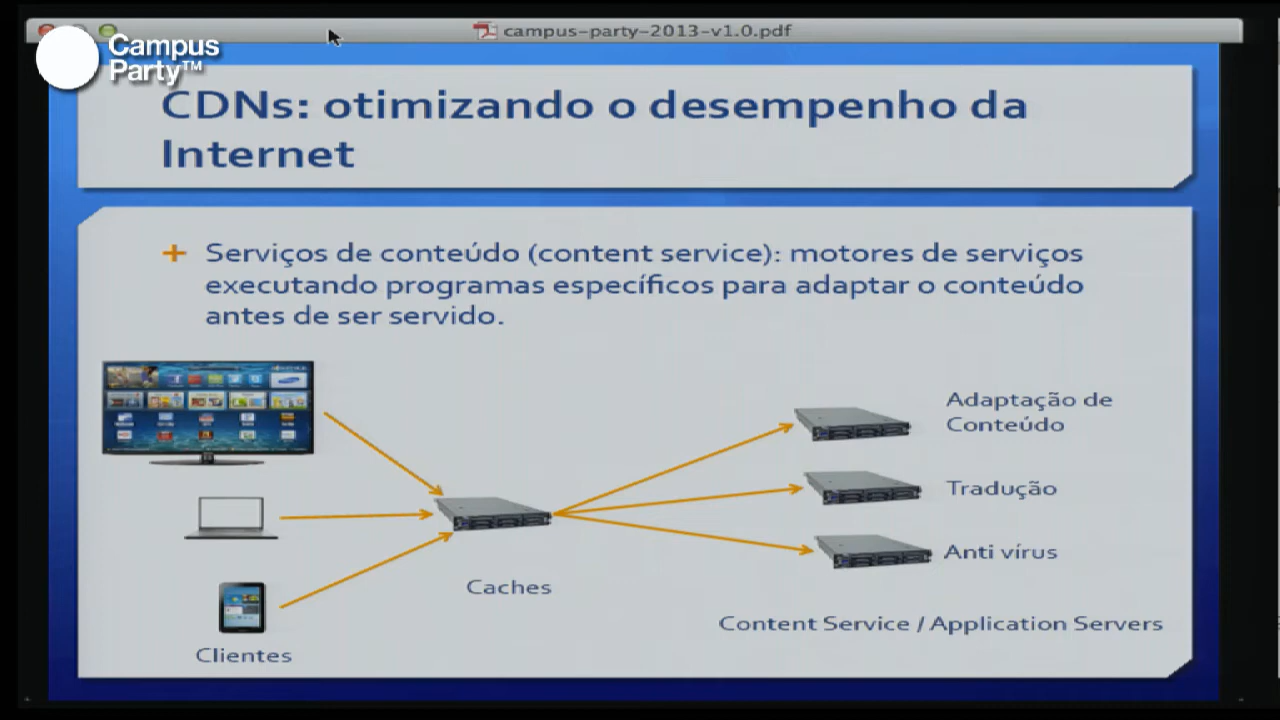 campus-party-2013-v1.0.pdf
Campus
Party™
CDNs: otimizando o desempenho da
Internet
Serviços de conteúdo (content service): motores de serviços
executando programas específicos para adaptar o conteúdo
antes de ser servido.
Adaptação de
Conteúdo
Tradução
Anti vírus
Caches
Content Service / Application Servers
Clientes